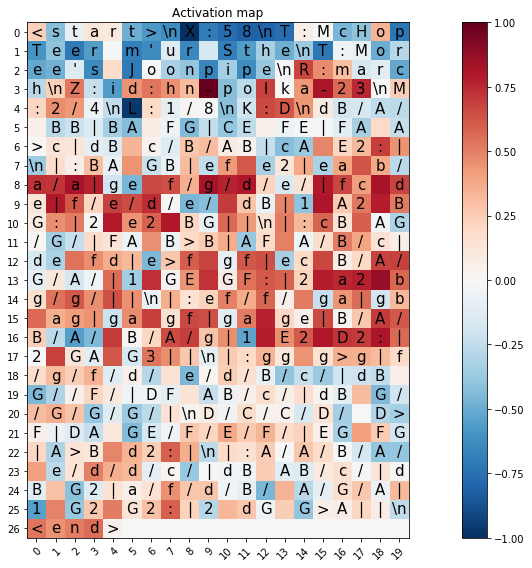 Activation map
0 < s t a r t > \n X : 5 8 \n T : M c H o p
1 T e e r m ' u r S t h e \n T : M o r
2 e e ' s J o o n p i p e \n R : m a r c
3 h \n Z : i d : h n - p o l k a 2 3 \n M
4 : 2 / 4 \n L : 1 / 8 \n K : D \n d B / A /
5 B B | B A F G | C E F E | F A A
6 > c | d B c / B / A B | c A E 2 : |
7 \n | : B A G B | e f e 2 | e a b /
8 a / a | g e f / g / d / e / | f c d
9 e | f / e / d / e / d B | 1 A 2 B
10 G : | 2 e 2 B G | | \n | : c B A G
11 / G / | F A B > B | A F A / B / c |
12 d e f d | e > f g f | e c B / A /
13 G / A / | 1 G E G F : | 2 a 2 b
14 g / g / | | \n | : e f / f / g a | g b
15 a g | g a g f | g a g e | B / A /
16 B / A / B / A / g | 1 E 2 D 2 : |
17 2 G A G 3 | | \n | : g g g > g | f
18 / g / f / d / e / d / B / c / | d B
19 G / / F / | D F A B / c / | d B G /
20 / G / G / G / | \n D / C / C / D / D >
21 F | D A G E / F / E / F / | E G F G
22 | A > B d 2 : | \n | : A / A / B / A /
23 e / d / d / c / | d B A B / c / | d
24 B G 2 | a / f / d / B / A / G / A |
25 1 G 2 G 2 : | 2 d G G > A | | \n
26 < e n d >
0 1 2 3 4 5 6 7 8 9 10 11 12 13 14 15 16 17 18 19
1.00
0.75
0.50
0.25
0.00
−0.25
−0.50
−0.75
−1.00